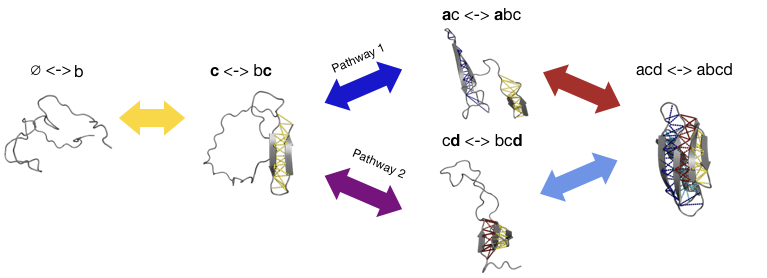 ∅ <-> b
c <-> bc
Pathway 1
ac <-> abc
acd <-> abcd
Pathway 2
cd <-> bcd